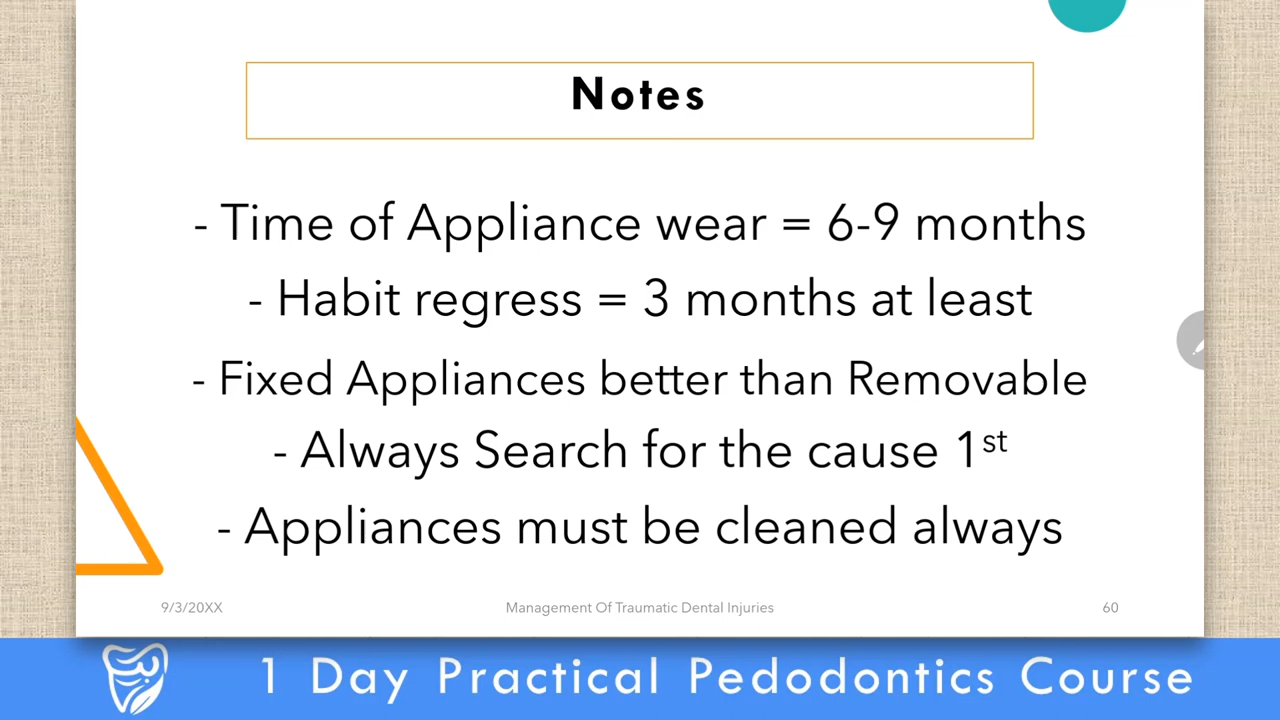 Notes
- Time of Appliance wear = 6-9 months
- Habit regress = 3 months at least
- Fixed Appliances better than Removable
- Always Search for the cause 1st
- Appliances must be cleaned always
9/3/20XX
Management Of Traumatic Dental Injuries
60
1 Day Practical Pedodontics Course